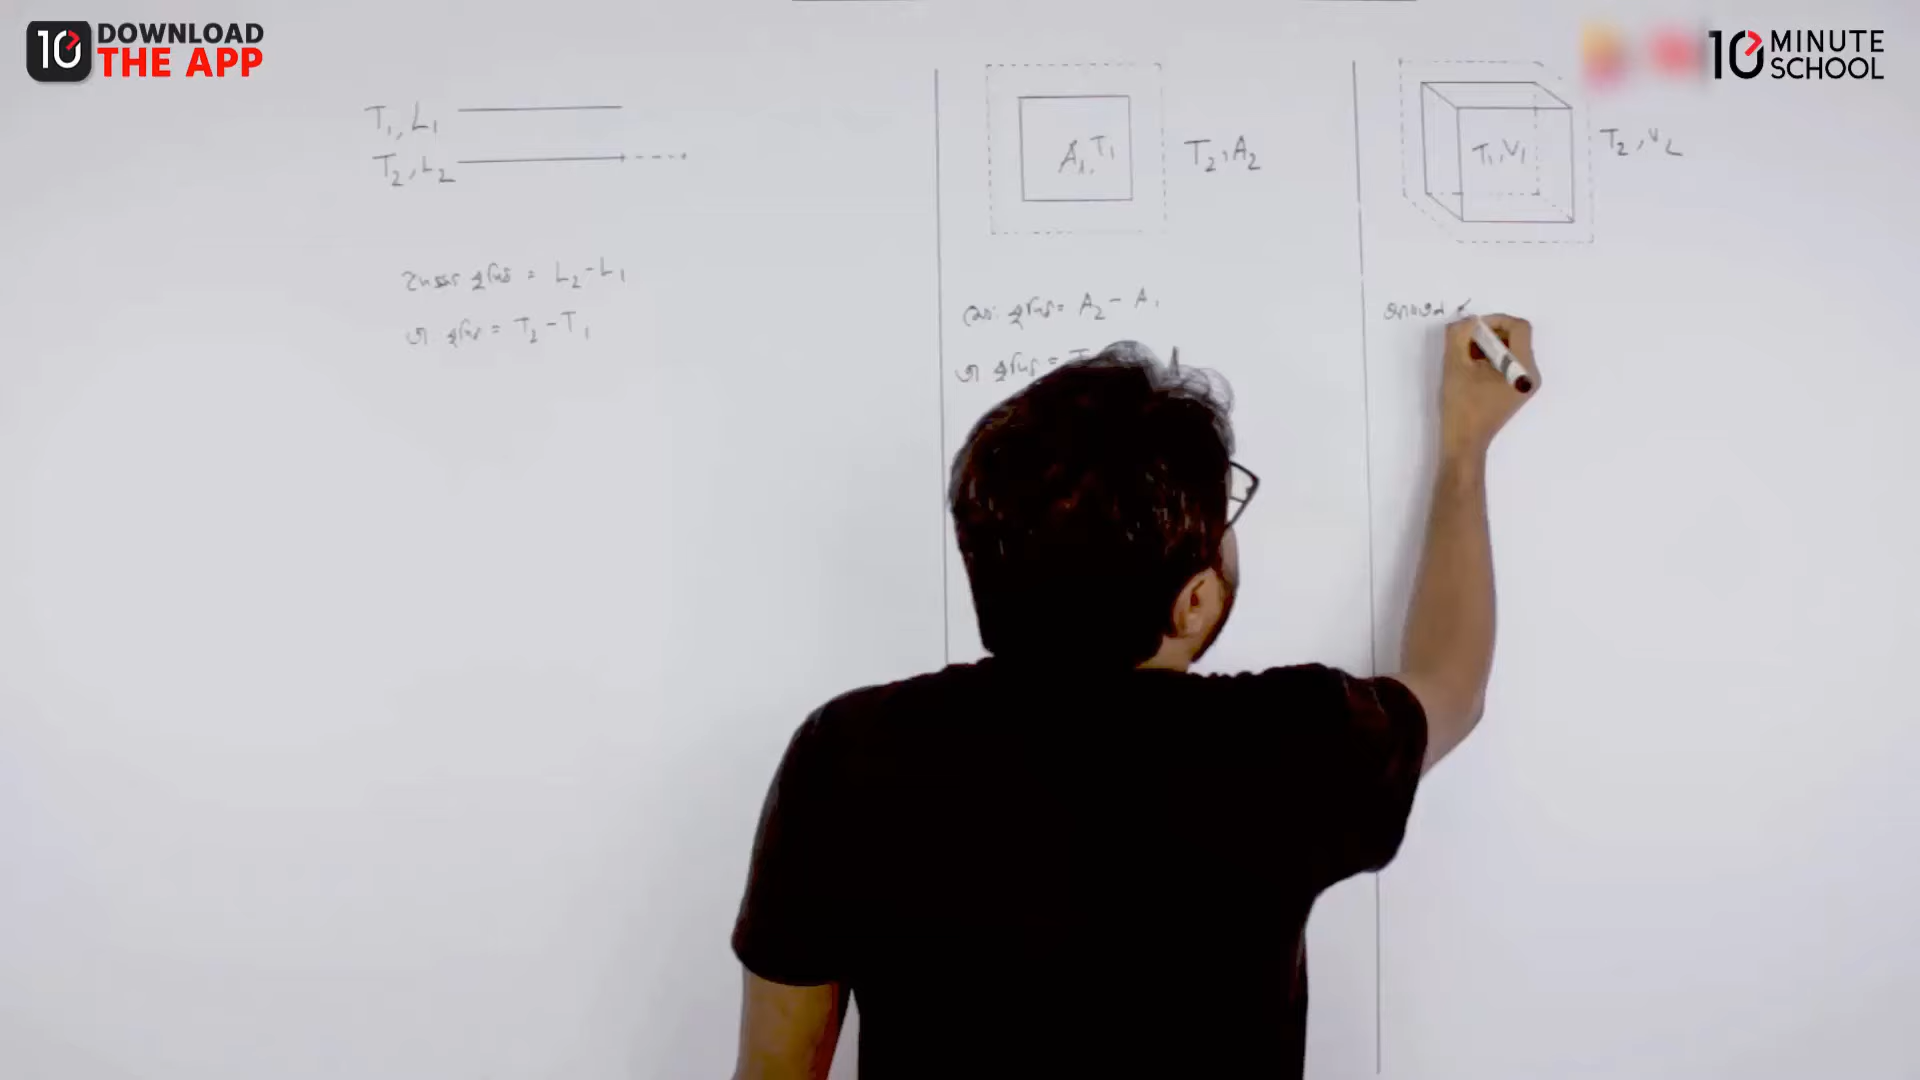 DOWNLOAD
THE APP
10 MINUTE
SCHOOL
T₁, L₁
T₂, L₂
বৃদ্ধি = L₂ - L₁
তা বৃদ্ধি = T₂ - T₁
A₁, T₁
T₂, A₂
ক্ষেঃ বৃদ্ধি = A₂ - A₁
তা বৃদ্ধি = T
T₁, V₁
T₂, V₂
আয়তন